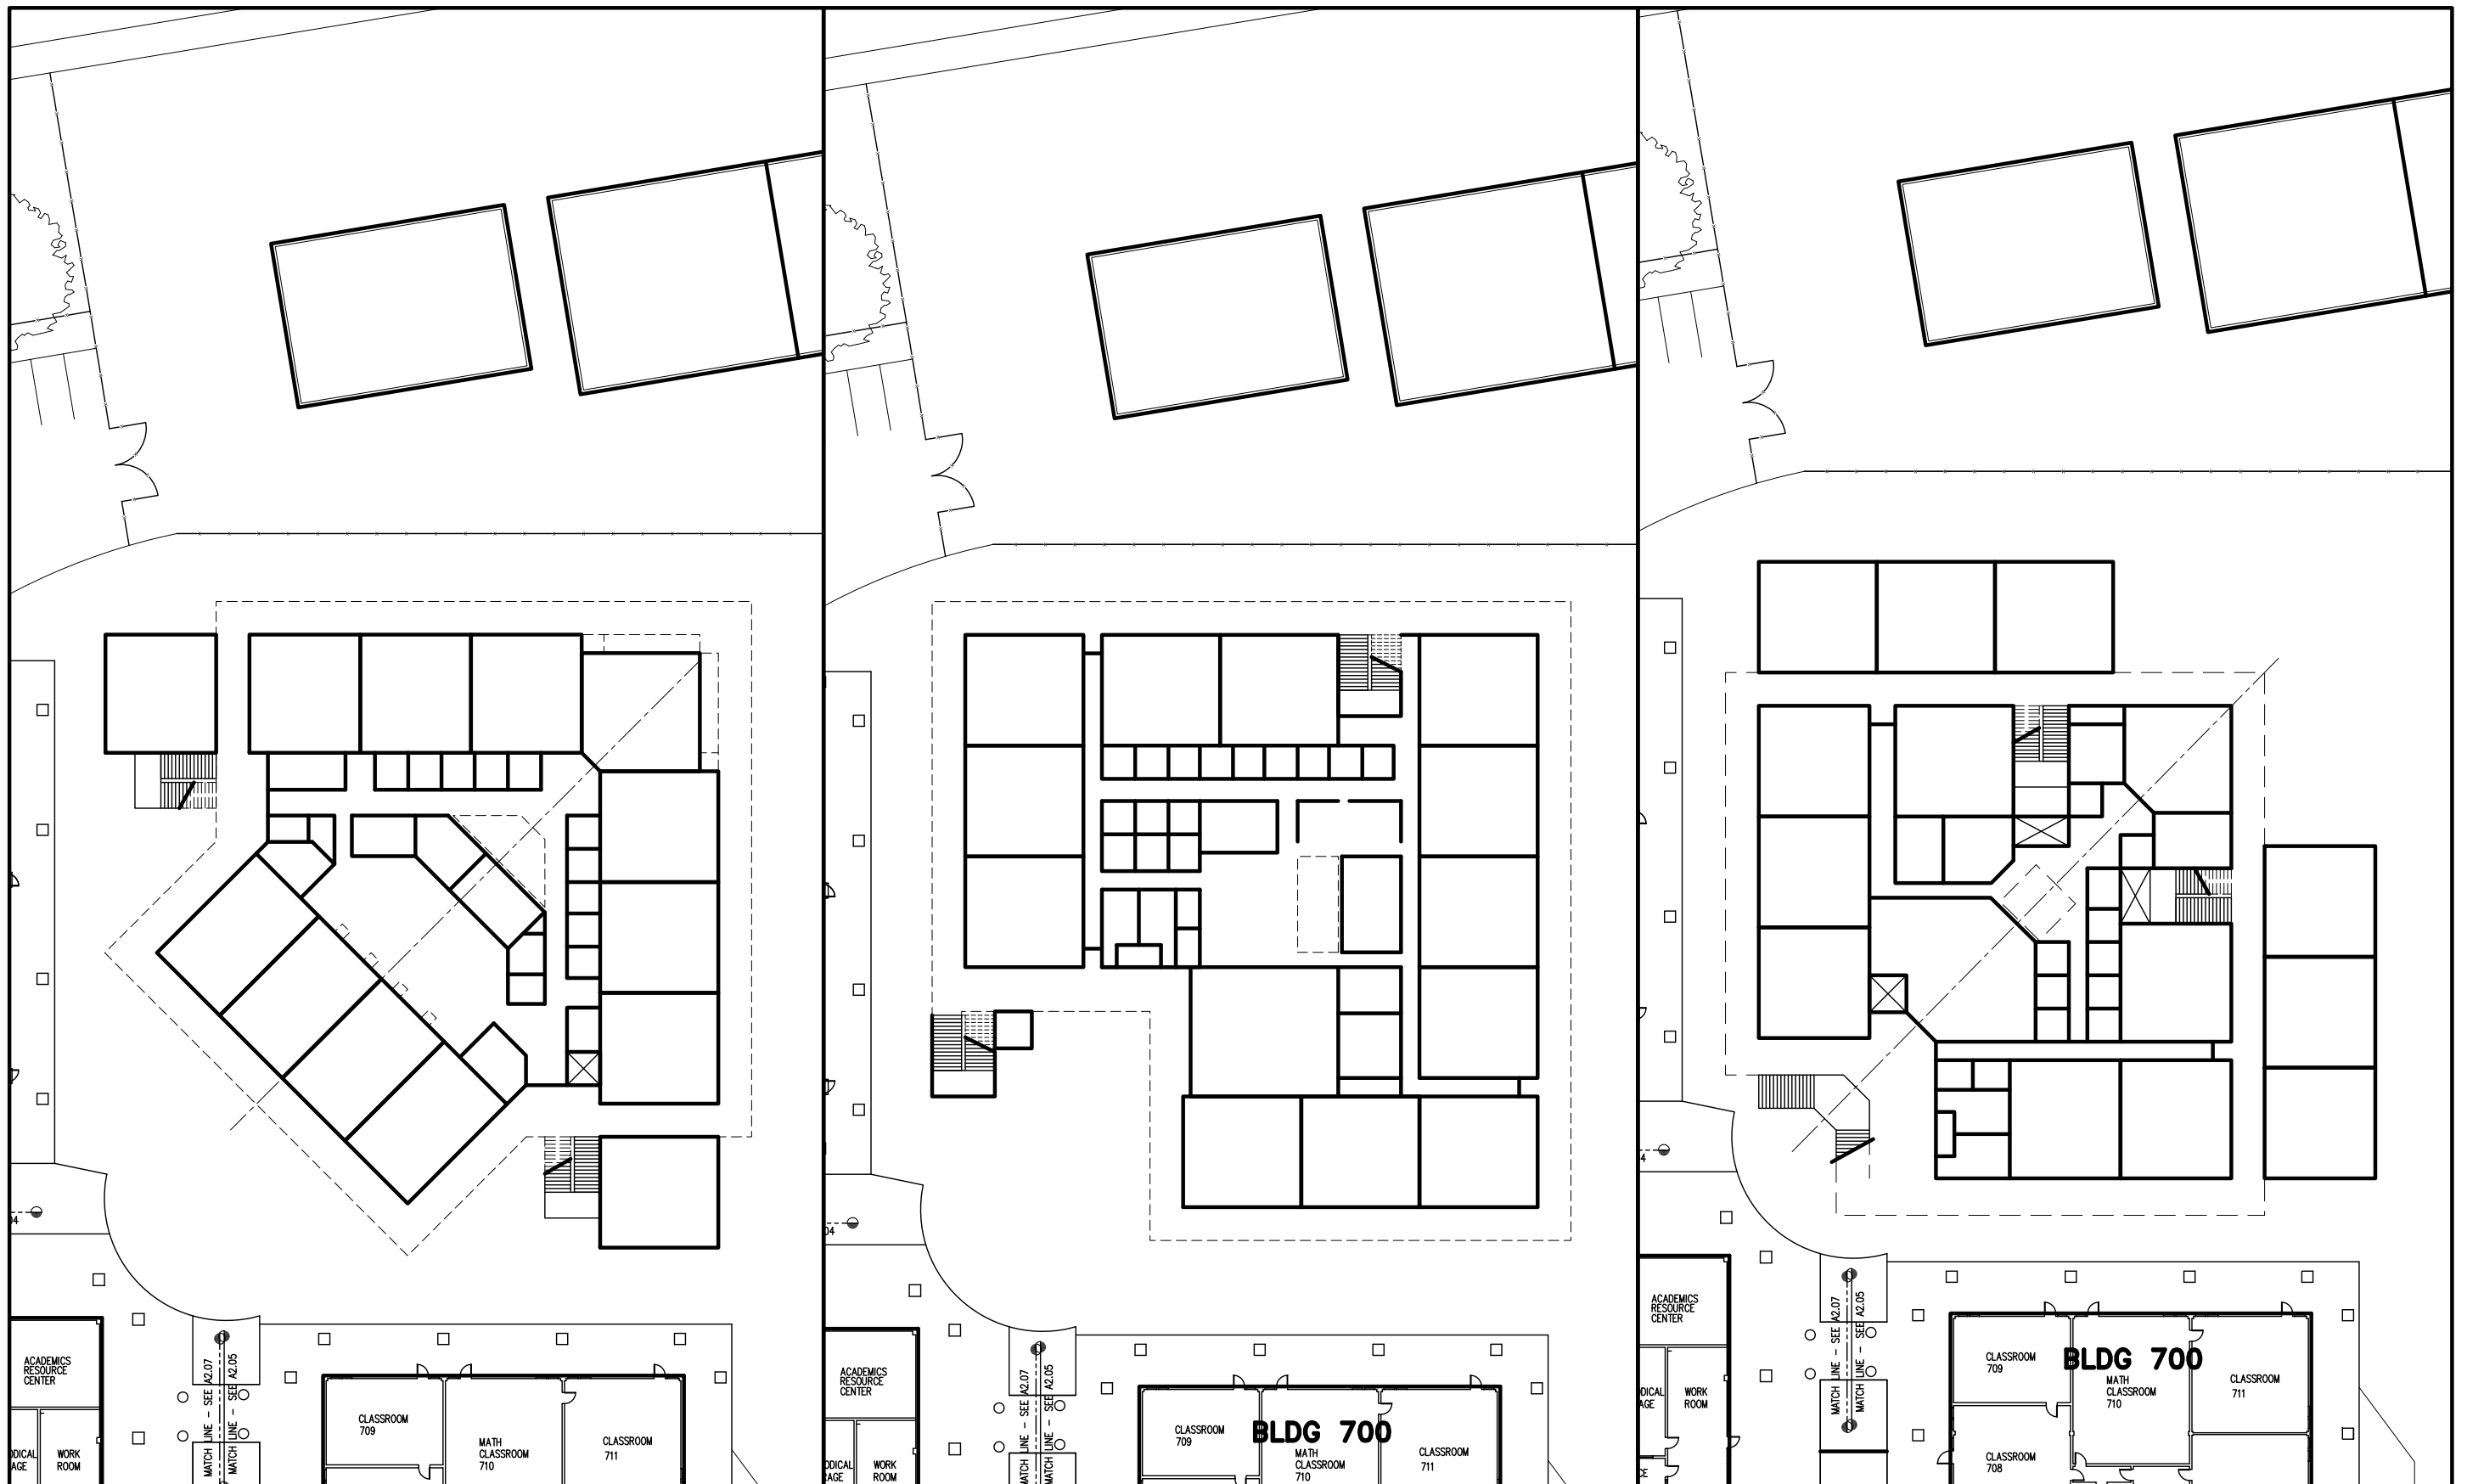 04
ACADEMICS
RESOURCE
CENTER
WORK
ROOM
MATCH LINE - SEE A2.07
MATCH LINE - SEE A2.05
CLASSROOM
709
MATH
CLASSROOM
710
CLASSROOM
711
04
ACADEMICS
RESOURCE
CENTER
WORK
ROOM
MATCH LINE - SEE A2.07
MATCH LINE - SEE A2.05
CLASSROOM
709
BLDG 700
MATH
CLASSROOM
710
CLASSROOM
711
4
ACADEMICS
RESOURCE
CENTER
WORK
ROOM
MATCH LINE - SEE A2.07
MATCH LINE - SEE A2.05
CLASSROOM
709
BLDG 700
MATH
CLASSROOM
710
CLASSROOM
711
CLASSROOM
708